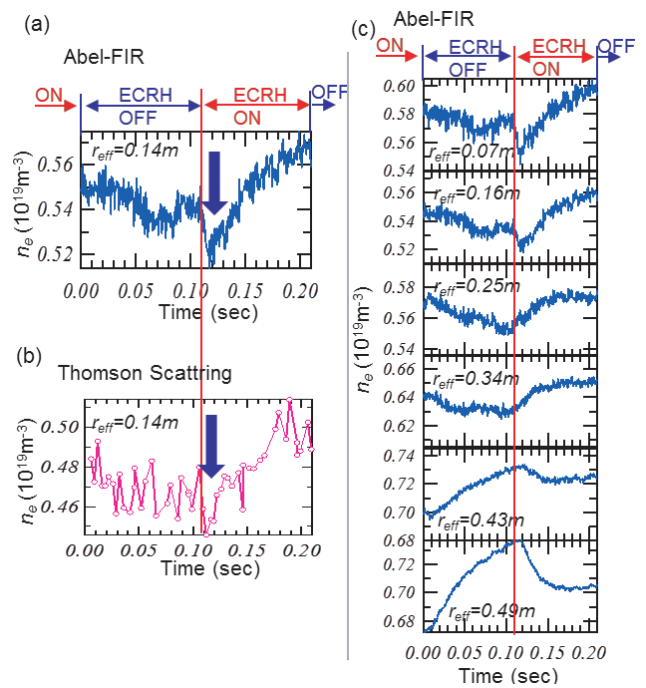 (a)
Abel-FIR
ON
ECRH
OFF
ECRH
ON
OFF
r_eff=0.14m
n_e (10^19 m^-3)
0.56
0.54
0.52
0.00 0.05 0.10 0.15 0.20
Time (sec)
(b)
Thomson Scattring
r_eff=0.14m
n_e (10^19 m^-3)
0.50
0.48
0.46
0.00 0.05 0.10 0.15 0.20
Time (sec)
(c)
Abel-FIR
ON
ECRH
OFF
ECRH
ON
OFF
0.60
0.58
0.56
r_eff=0.07m
0.56
0.54
0.52
r_eff=0.16m
0.58
0.56
0.54
r_eff=0.25m
n_e (10^19 m^-3)
0.66
0.64
0.62
r_eff=0.34m
0.74
0.72
0.70
0.68
r_eff=0.43m
0.70
0.68
r_eff=0.49m
0.00 0.05 0.10 0.15 0.20
Time (sec)